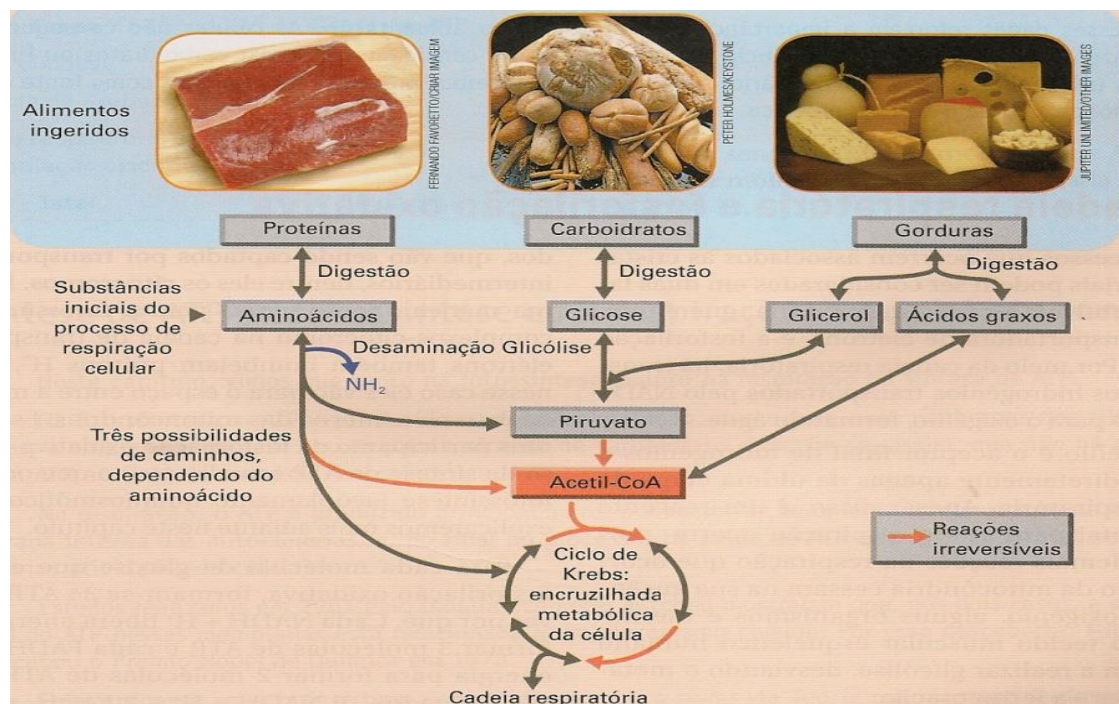 Alimentos
ingeridos
FERNANDO FAVORETTO/CRIAR IMAGEM
PETER HOLMES/KEYSTONE
JUPITER UNLIMITED/OTHER IMAGES
Proteínas
Carboidratos
Gorduras
Digestão
Digestão
Digestão
Substâncias
iniciais do
processo de
respiração
celular
Aminoácidos
Glicose
Glicerol
Ácidos graxos
Desaminação
Glicólise
NH₂
Piruvato
Três possibilidades
de caminhos,
dependendo do
aminoácido
Acetil-CoA
Reações
irreversíveis
Ciclo de
Krebs:
encruzilhada
metabólica
da célula
Cadeia respiratória